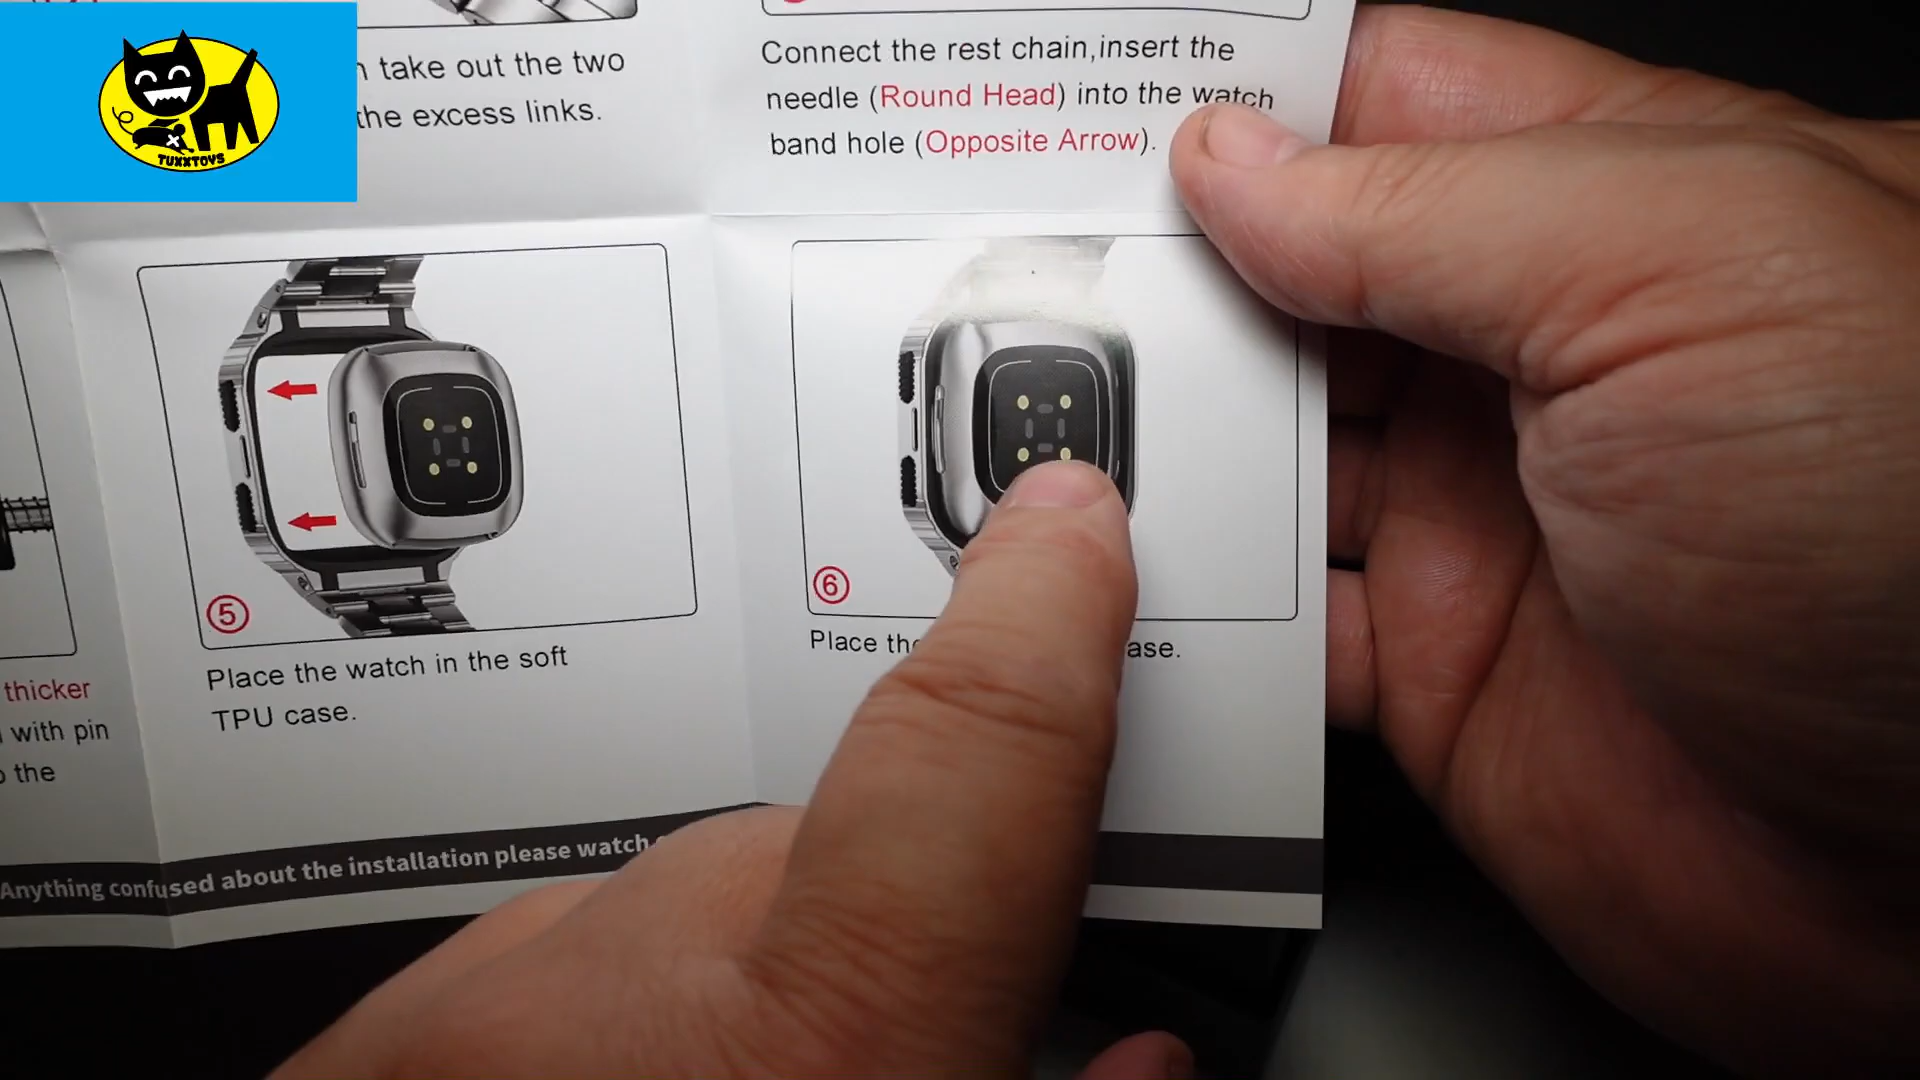 TUXXTOYS
take out the two
the excess links.
Connect the rest chain,insert the
needle (Round Head) into the watch
band hole (Opposite Arrow).
thicker
with pin
the
5
Place the watch in the soft
TPU case.
6
Place the
Anything confused about the installation please watch